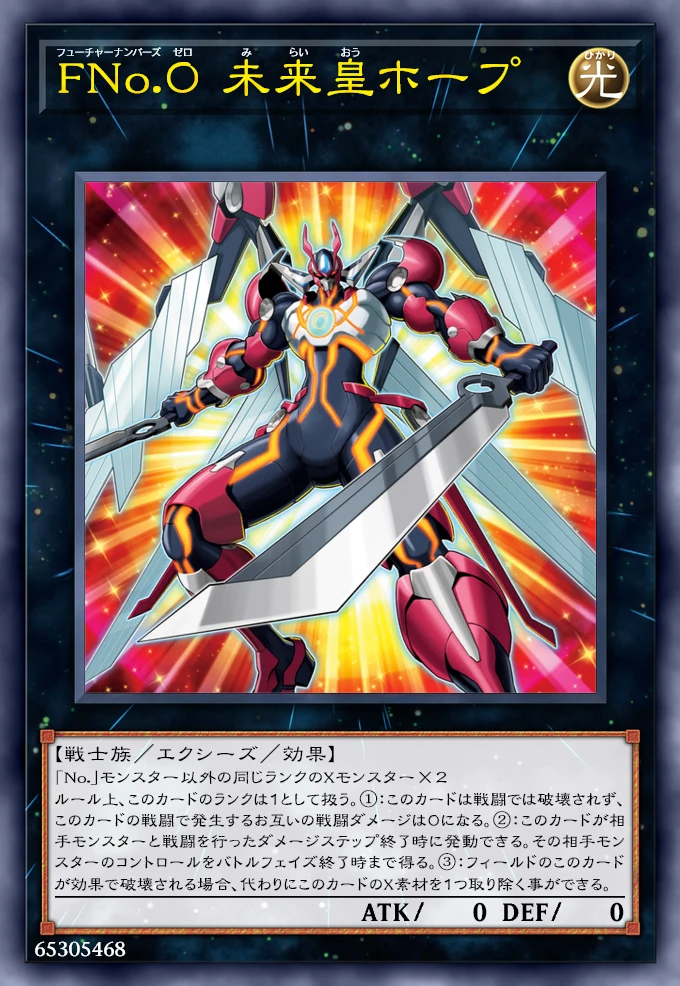 フューチャーナンバーズ ゼロ み らい おう
FNo.0 未来皇ホープ
ひかり
光
【戦士族／エクシーズ／効果】
「No.」モンスター以外の同じランクのXモンスター×2
ルール上、このカードのランクは1として扱う。①：このカードは戦闘では破壊されず、
このカードの戦闘で発生するお互いの戦闘ダメージは0になる。②：このカードが相
手モンスターと戦闘を行ったダメージステップ終了時に発動できる。その相手モン
スターのコントロールをバトルフェイズ終了時まで得る。③：フィールドのこのカード
が効果で破壊される場合、代わりにこのカードのX素材を1つ取り除く事ができる。
ATK/ 0 DEF/ 0
65305468